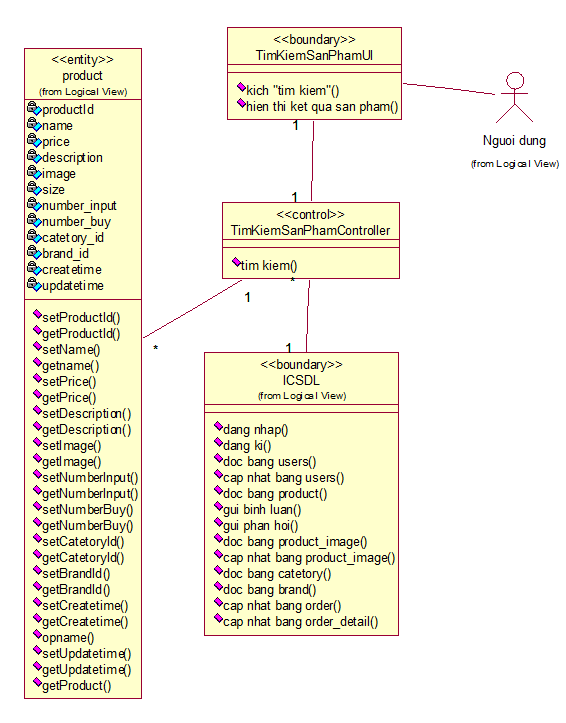 <<entity>>
product
(from Logical View)
productId
name
price
description
image
size
number_input
number_buy
catetory_id
brand_id
createtime
updatetime
setProductId()
getProductId()
setName()
getname()
setPrice()
getPrice()
setDescription()
getDescription()
setImage()
getImage()
setNumberInput()
getNumberInput()
setNumberBuy()
getNumberBuy()
setCatetoryId()
getCatetoryId()
setBrandId()
getBrandId()
setCreatetime()
getCreatetime()
opname()
setUpdatetime()
getUpdatetime()
getProduct()
<<boundary>>
TimKiemSanPhamUI
kich "tim kiem"()
hien thi ket qua san pham()
Nguoi dung
(from Logical View)
1
1
<<control>>
TimKiemSanPhamController
tim kiem()
1
*
*
1
<<boundary>>
ICSDL
(from Logical View)
dang nhap()
dang ki()
doc bang users()
cap nhat bang users()
doc bang product()
gui binh luan()
gui phan hoi()
doc bang product_image()
cap nhat bang product_image()
doc bang catetory()
doc bang brand()
cap nhat bang order()
cap nhat bang order_detail()